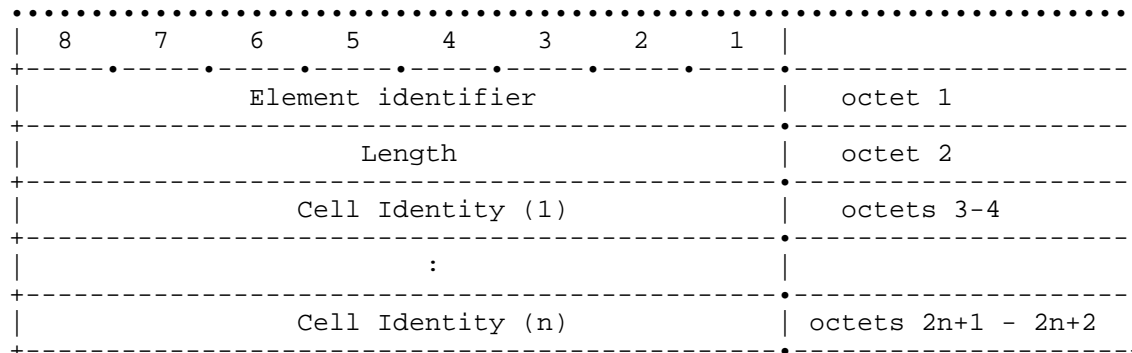 | 8 7 6 5 4 3 2 1 |
| Element identifier | octet 1
| Length | octet 2
| Cell Identity (1) | octets 3-4
| : |
| Cell Identity (n) | octets 2n+1 - 2n+2